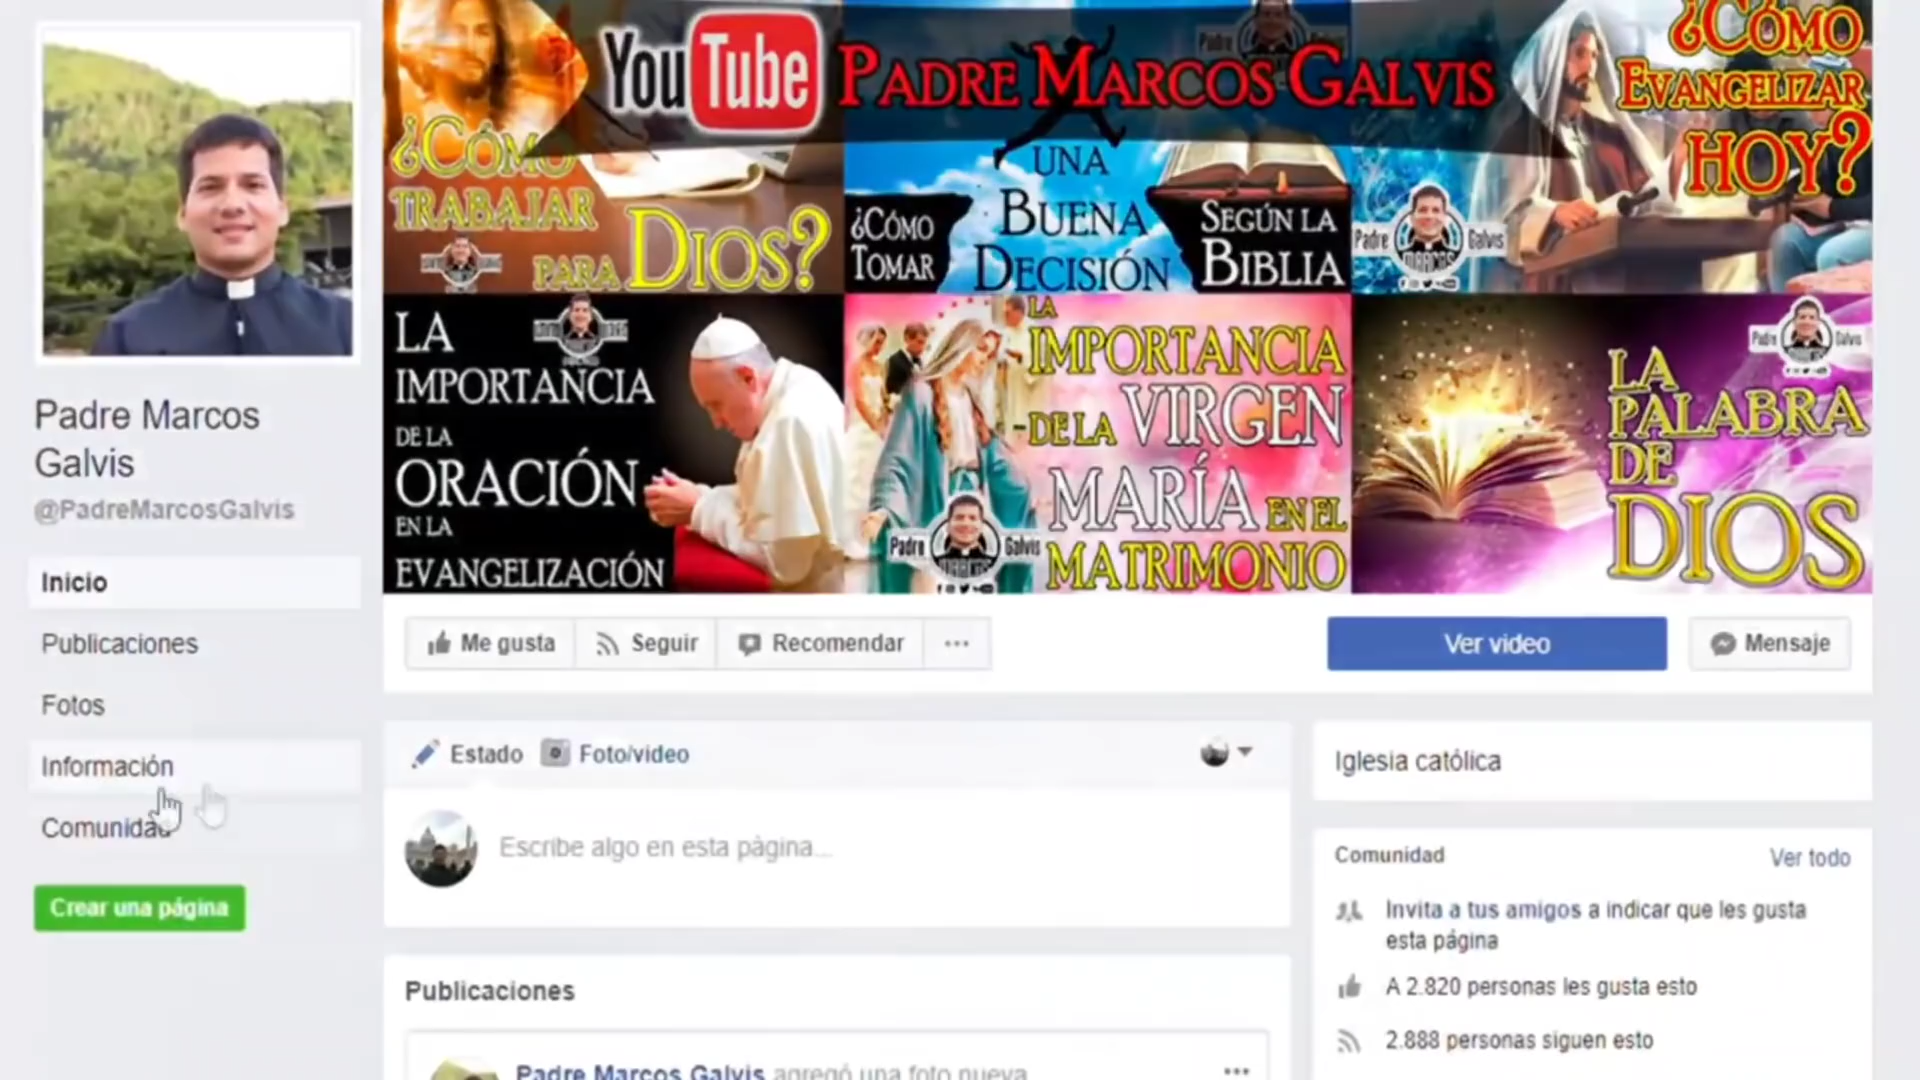 YouTube PADRE MARCOS GALVIS
¿CÓMO
TRABAJAR
PARA DIOS?
¿CÓMO
TOMAR
UNA
BUENA
DECISIÓN
SEGÚN LA
BIBLIA
¿CÓMO
EVANGELIZAR
HOY?
Padre Galvis
MARCOS
LA
IMPORTANCIA
DE LA
ORACIÓN
EN LA
EVANGELIZACIÓN
LA
IMPORTANCIA
DE LA VIRGEN
MARÍA EN EL
MATRIMONIO
Padre Galvis
MARCOS
LA
PALABRA
DE
DIOS
Padre Galvis
Padre Marcos
Galvis
@PadreMarcosGalvis
Inicio
Publicaciones
Fotos
Información
Comunidad
Crear una página
Me gusta Seguir Recomendar ...
Ver video Mensaje
Estado Foto/video
Escribe algo en esta página...
Publicaciones
Padre Marcos Galvis agregó una foto nueva
Iglesia católica
Comunidad Ver todo
Invita a tus amigos a indicar que les gusta
esta página
A 2.820 personas les gusta esto
2.888 personas siguen esto